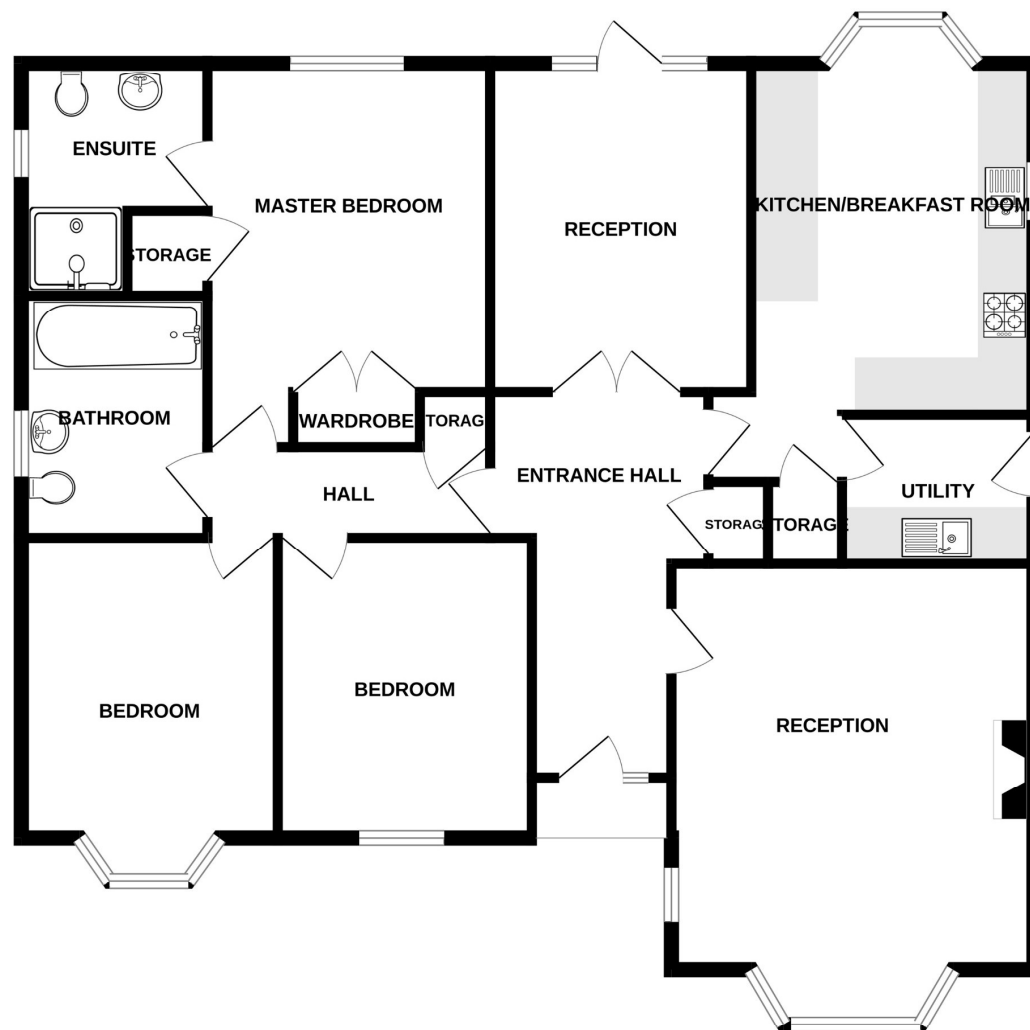 ENSUITE
MASTER BEDROOM
KITCHEN/BREAKFAST ROOM
RECEPTION
STORAGE
BATHROOM
WARDROBE
TORAG
ENTRANCE HALL
HALL
UTILITY
STORAG
STORAGE
BEDROOM
BEDROOM
RECEPTION